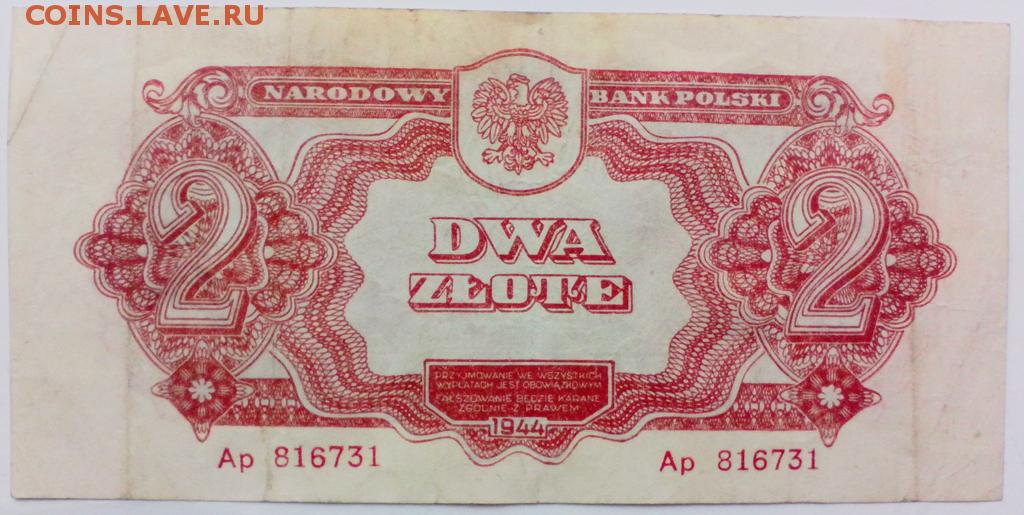 COINS.LAVE.RU
NARODOWY BANK POLSKI
2 2
DWA
ZŁOTE
PRZYJMOWANIE WE WSZYSTKICH
WYPŁATACH JEST OBOWIĄZKOWYM
FAŁSZOWANIE BĘDZIE KARANE
ZGODNIE Z PRAWEM
1944
Ap 816731 Ap 816731